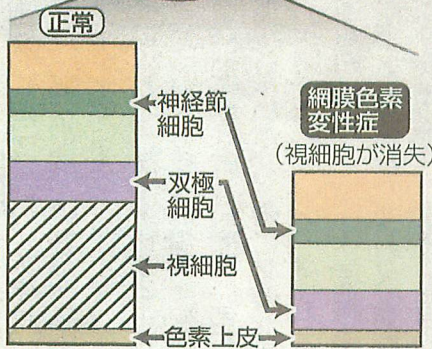 正常
神経節
細胞
双極
細胞
視細胞
色素上皮
網膜色素
変性症
(視細胞が消失)